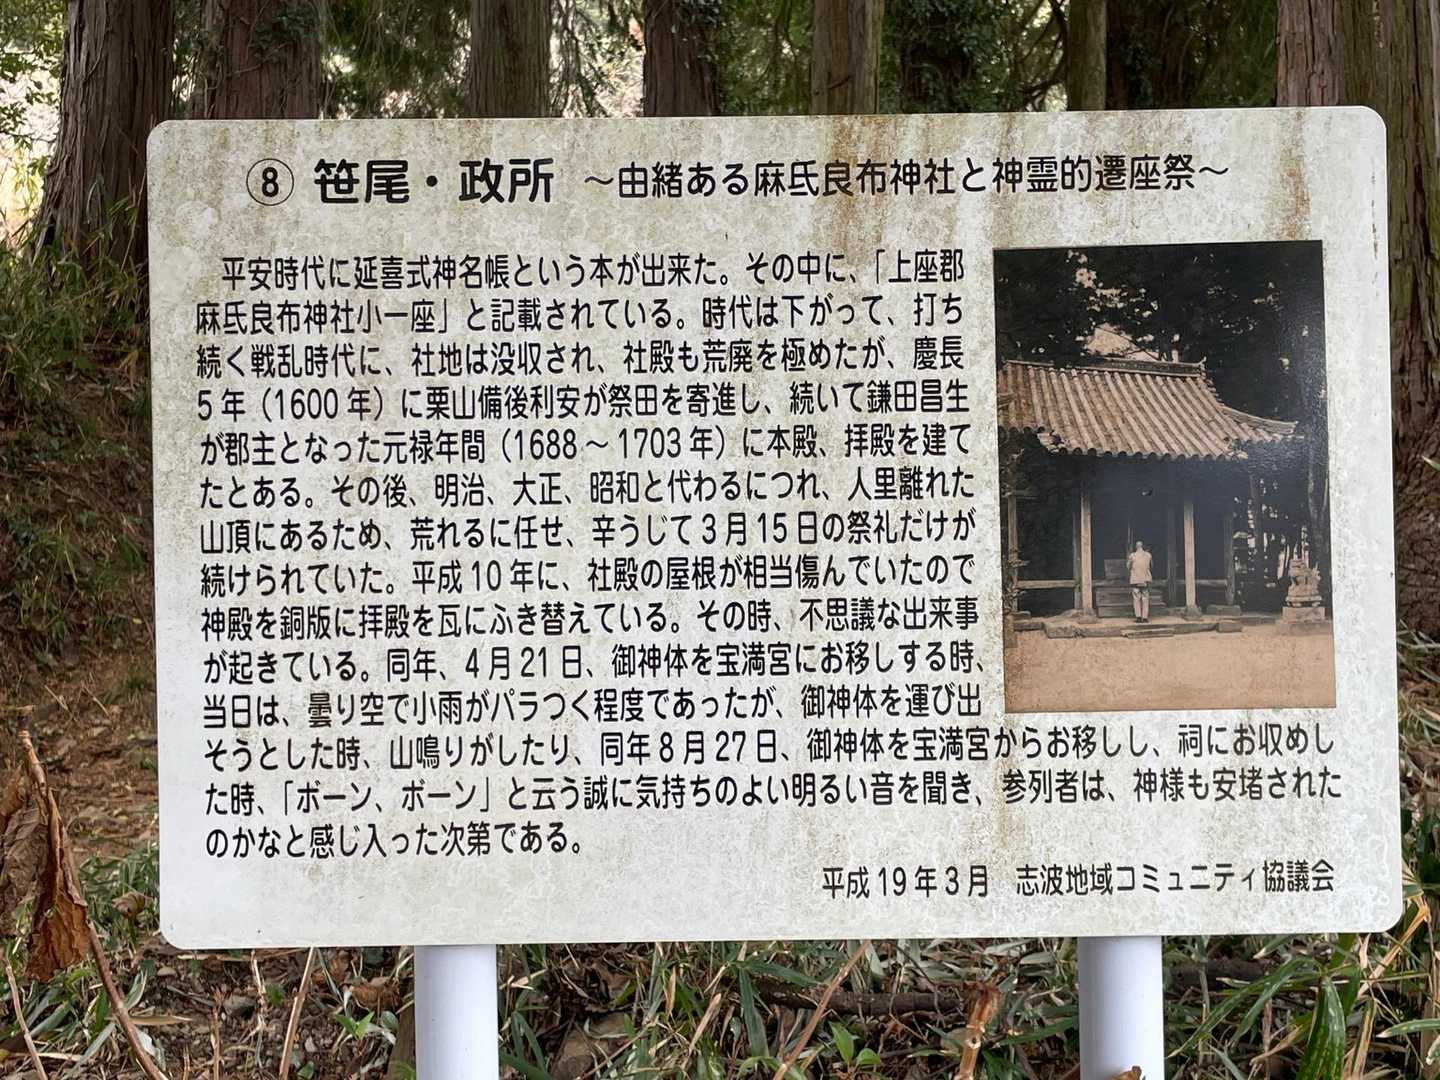 ⑧ 笹尾・政所 ～由緒ある麻氐良布神社と神霊的遷座祭～
平安時代に延喜式神名帳という本が出来た。その中に、「上座郡
麻氐良布神社小一座」と記載されている。時代は下がって、打ち
続く戦乱時代に、社地は没収され、社殿も荒廃を極めたが、慶長
5年（1600年）に栗山備後利安が祭田を寄進し、続いて鎌田昌生
が郡主となった元禄年間（1688～1703年）に本殿、拝殿を建て
たとある。その後、明治、大正、昭和と代わるにつれ、人里離れた
山頂にあるため、荒れるに任せ、辛うじて3月15日の祭礼だけが
続けられていた。平成10年に、社殿の屋根が相当傷んでいたので
神殿を銅版に拝殿を瓦にふき替えている。その時、不思議な出来事
が起きている。同年、4月21日、御神体を宝満宮にお移しする時、
当日は、曇り空で小雨がパラつく程度であったが、御神体を運び出
そうとした時、山鳴りがしたり、同年8月27日、御神体を宝満宮からお移しし、祠にお収めし
た時、「ボーン、ボーン」と云う誠に気持ちのよい明るい音を聞き、参列者は、神様も安堵された
のかなと感じ入った次第である。
平成19年3月 志波地域コミュニティ協議会